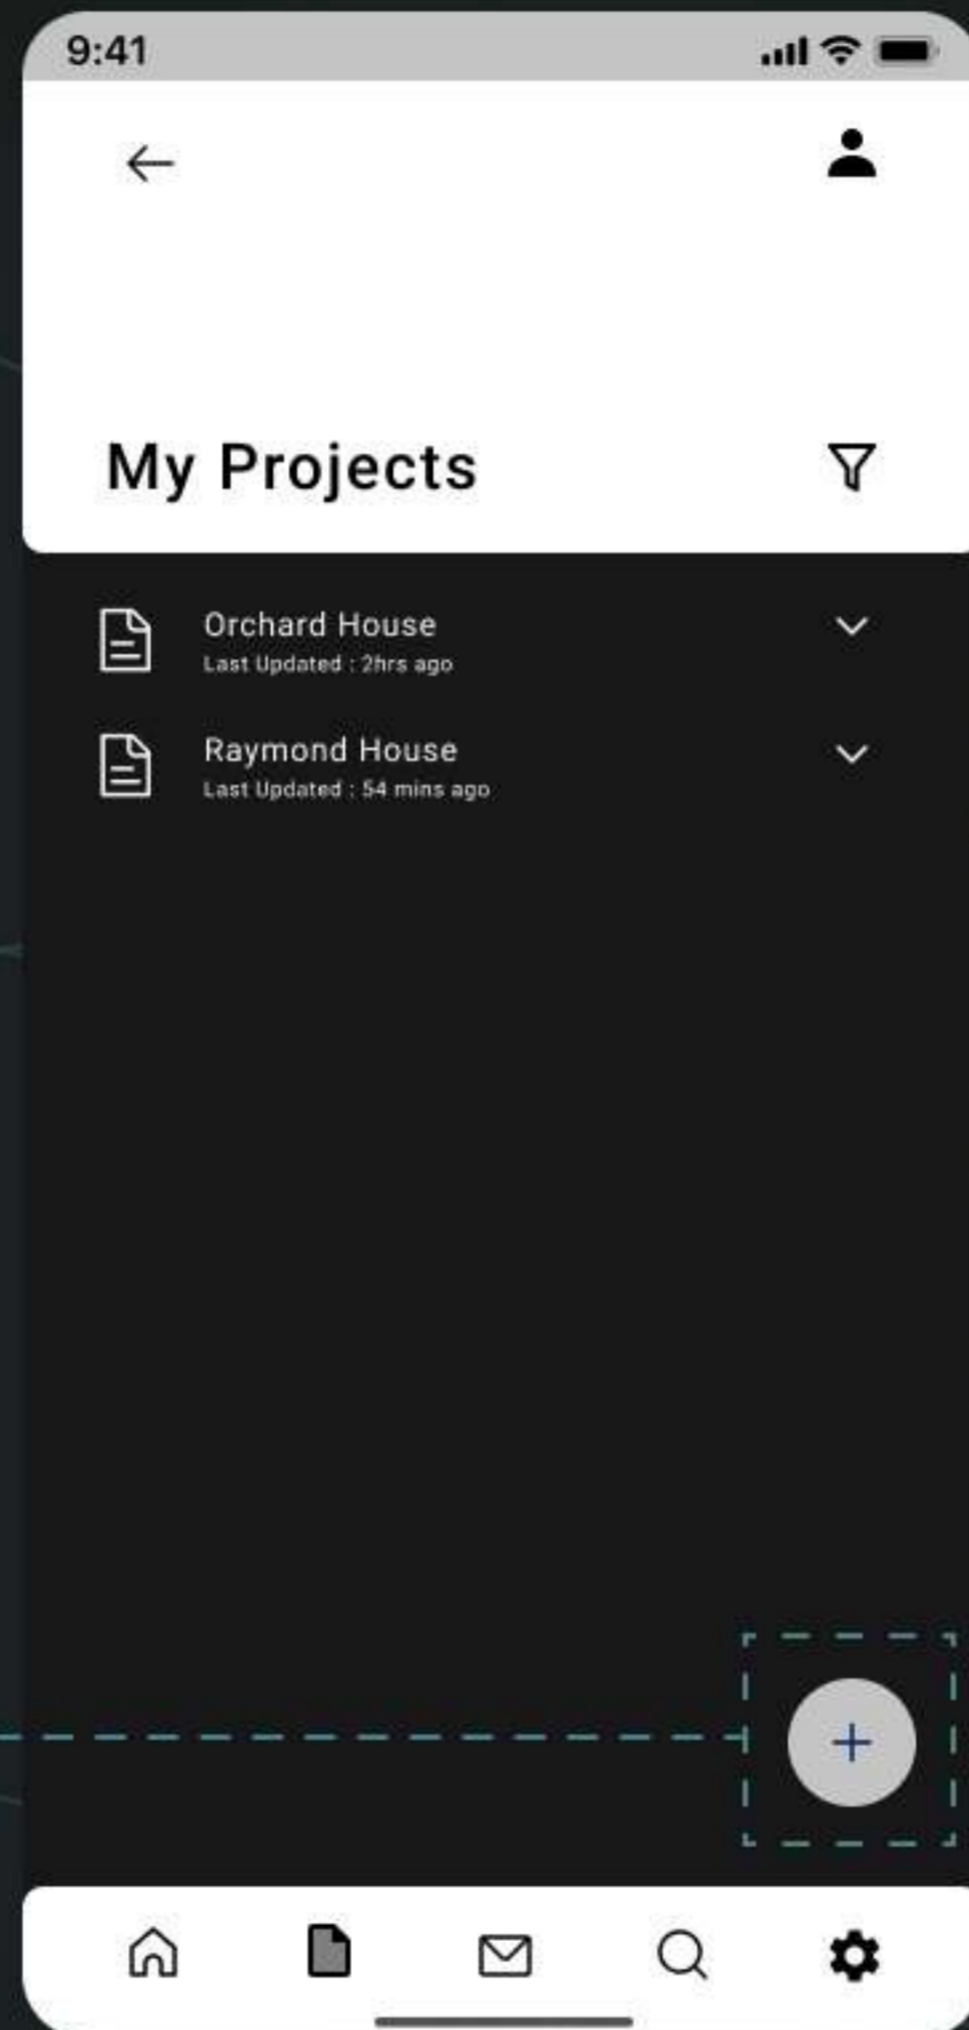 9:41
My Projects
Orchard House
Last Updated : 2hrs ago
Raymond House
Last Updated : 54 mins ago